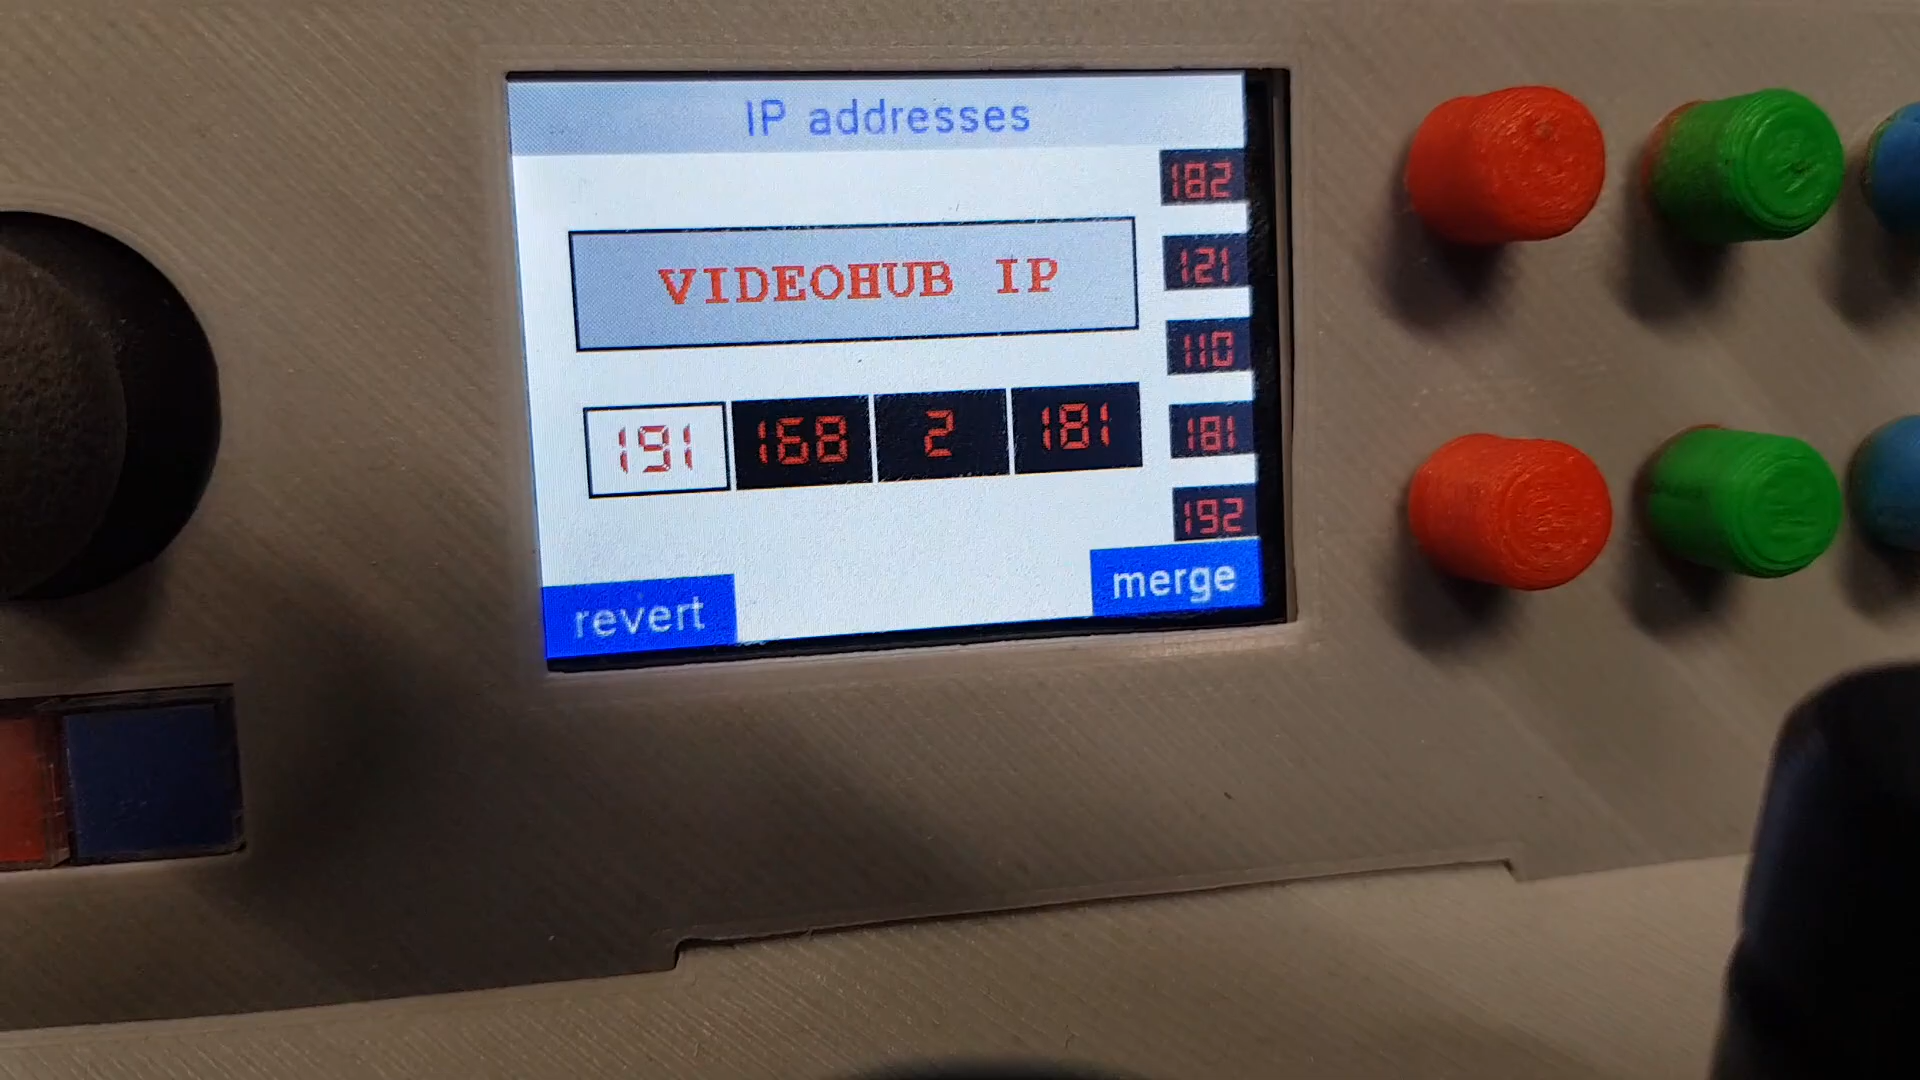 IP addresses
182
VIDEOHUB IP
121
110
191 168 2 181
181
192
revert
merge